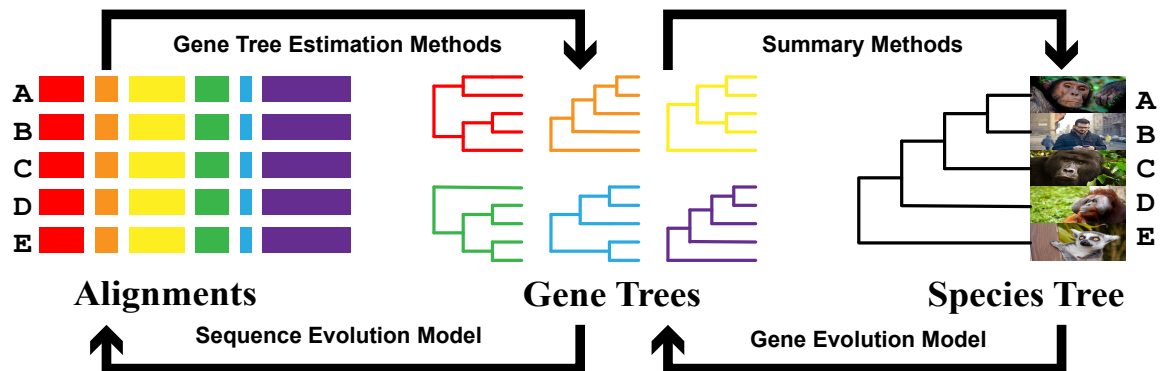 Gene Tree Estimation Methods
Summary Methods
A
B
C
D
E
A
B
C
D
E
Alignments
Gene Trees
Species Tree
Sequence Evolution Model
Gene Evolution Model